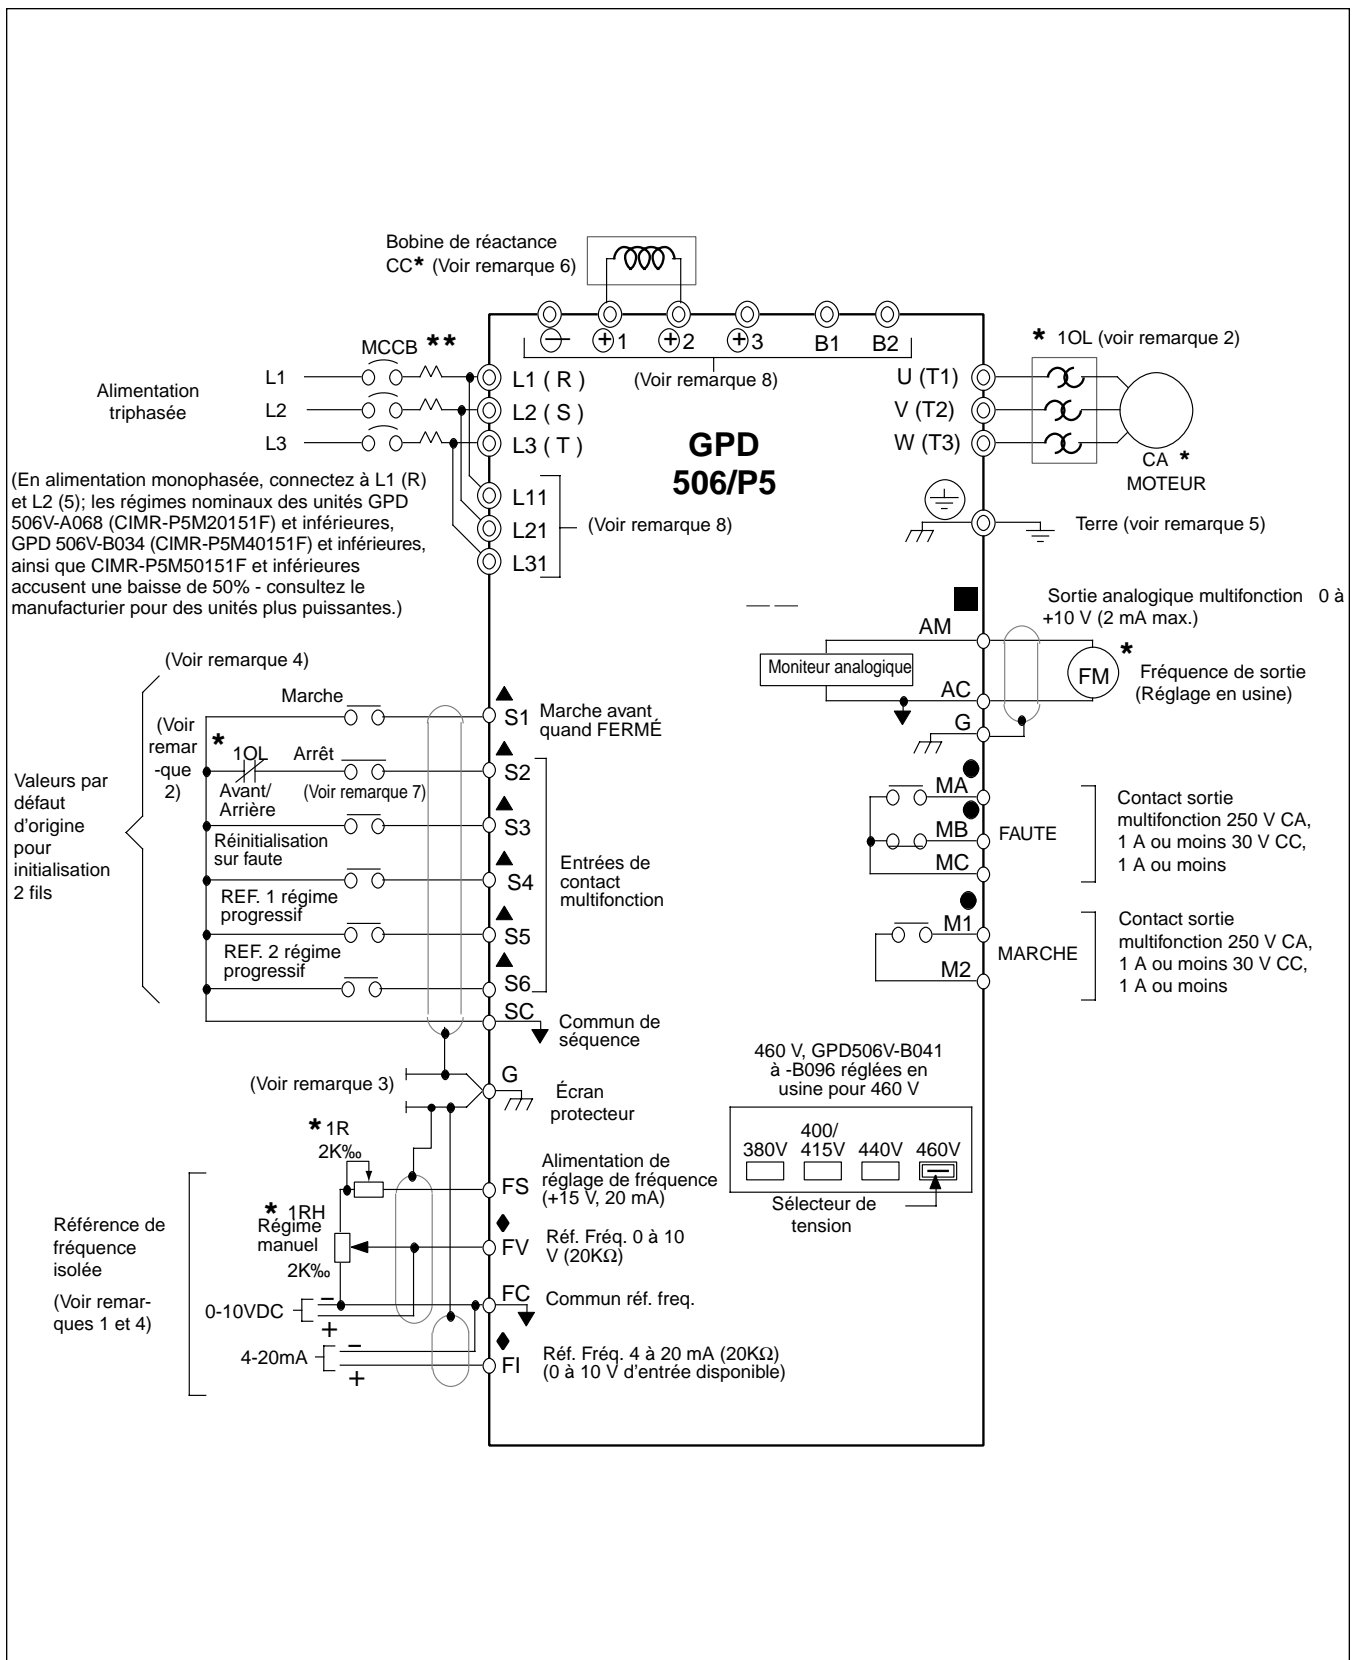 Bobine de réactance
CC* (Voir remarque 6)
MCCB **
1 2 3 B1 B2
* 1OL (voir remarque 2)
Alimentation
triphasée
L1
L2
L3
L1 ( R )
L2 ( S )
L3 ( T )
(Voir remarque 8)
U (T1)
V (T2)
W (T3)
GPD
506/P5
CA *
MOTEUR
(En alimentation monophasée, connectez à L1 (R)
et L2 (5); les régimes nominaux des unités GPD
506V-A068 (CIMR-P5M20151F) et inférieures,
GPD 506V-B034 (CIMR-P5M40151F) et inférieures,
ainsi que CIMR-P5M50151F et inférieures
accusent une baisse de 50% - consultez le
manufacturier pour des unités plus puissantes.)
L11
L21
L31
(Voir remarque 8)
Terre (voir remarque 5)
Sortie analogique multifonction 0 à
+10 V (2 mA max.)
AM
Moniteur analogique
AC
G
FM
*
Fréquence de sortie
(Réglage en usine)
(Voir remarque 4)
Marche
S1
Marche avant
quand FERMÉ
(Voir
remar
-que
2)
*
1OL
Arrêt
S2
Avant/
Arrière
(Voir remarque 7)
S3
Réinitialisation
sur faute
S4
REF. 1 régime
progressif
S5
REF. 2 régime
progressif
S6
SC
Valeurs par
défaut
d'origine
pour
initialisation
2 fils
Entrées de
contact
multifonction
Commun de
séquence
MA
MB
MC
FAUTE
Contact sortie
multifonction 250 V CA,
1 A ou moins 30 V CC,
1 A ou moins
M1
M2
MARCHE
Contact sortie
multifonction 250 V CA,
1 A ou moins 30 V CC,
1 A ou moins
(Voir remarque 3)
G
Écran
protecteur
460 V, GPD506V-B041
à -B096 réglées en
usine pour 460 V
380V
400/
415V
440V
460V
Sélecteur de
tension
* 1R
2K‰
FS
Alimentation de
réglage de fréquence
(+15 V, 20 mA)
* 1RH
Régime
manuel
2K‰
FV
Réf. Fréq. 0 à 10
V (20KΩ)
Référence de
fréquence
isolée
(Voir remar-
ques 1 et 4)
0-10VDC
−
+
FC
Commun réf. freq.
4-20mA
−
+
FI
Réf. Fréq. 4 à 20 mA (20KΩ)
(0 à 10 V d'entrée disponible)